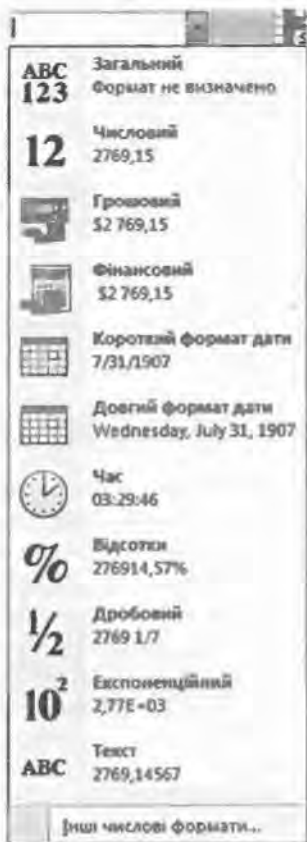 ABC
123
Загальний
Формат не визначено
12
Числовий
2769,15
Грошовий
$2 769,15
Фінансовий
$2 769,15
Короткий формат дати
7/31/1907
Довгий формат дати
Wednesday, July 31, 1907
Час
03:29:46
%
Відсотки
276914,57%
½
Дробовий
2769 1/7
10²
Експоненційний
2,77E+03
ABC
Текст
2769,14567
Інші числові формати...